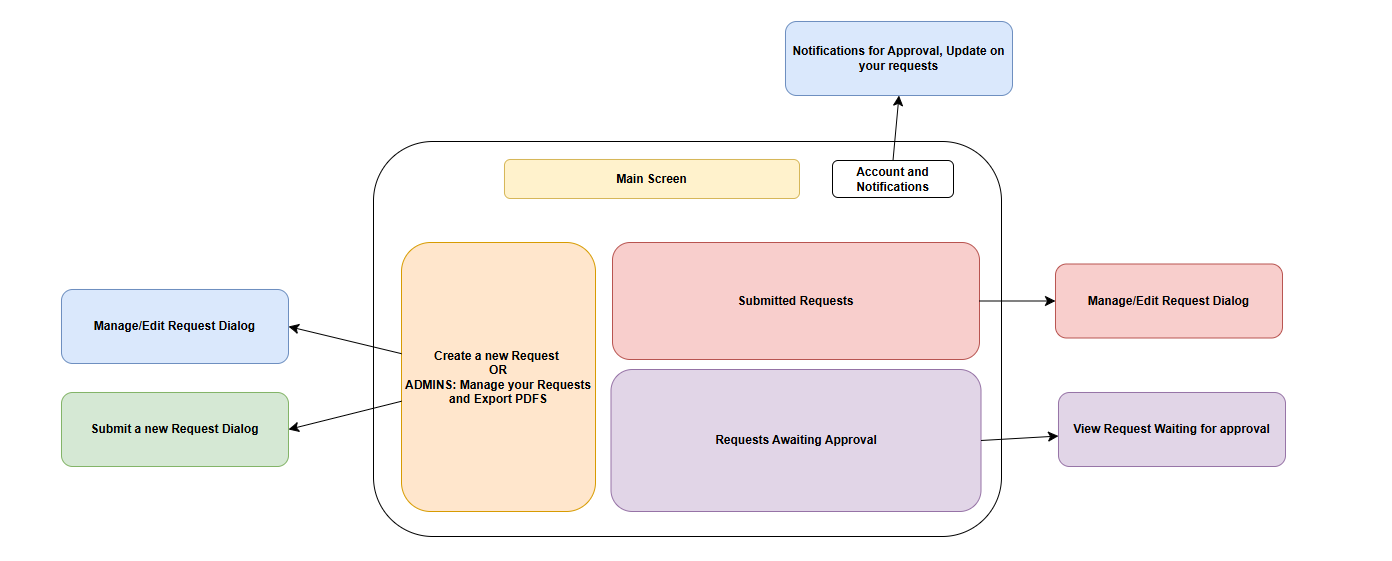 Notifications for Approval, Update on
your requests
Main Screen
Account and
Notifications
Manage/Edit Request Dialog
Submit a new Request Dialog
Create a new Request
OR
ADMINS: Manage your Requests
and Export PDFS
Submitted Requests
Requests Awaiting Approval
Manage/Edit Request Dialog
View Request Waiting for approval